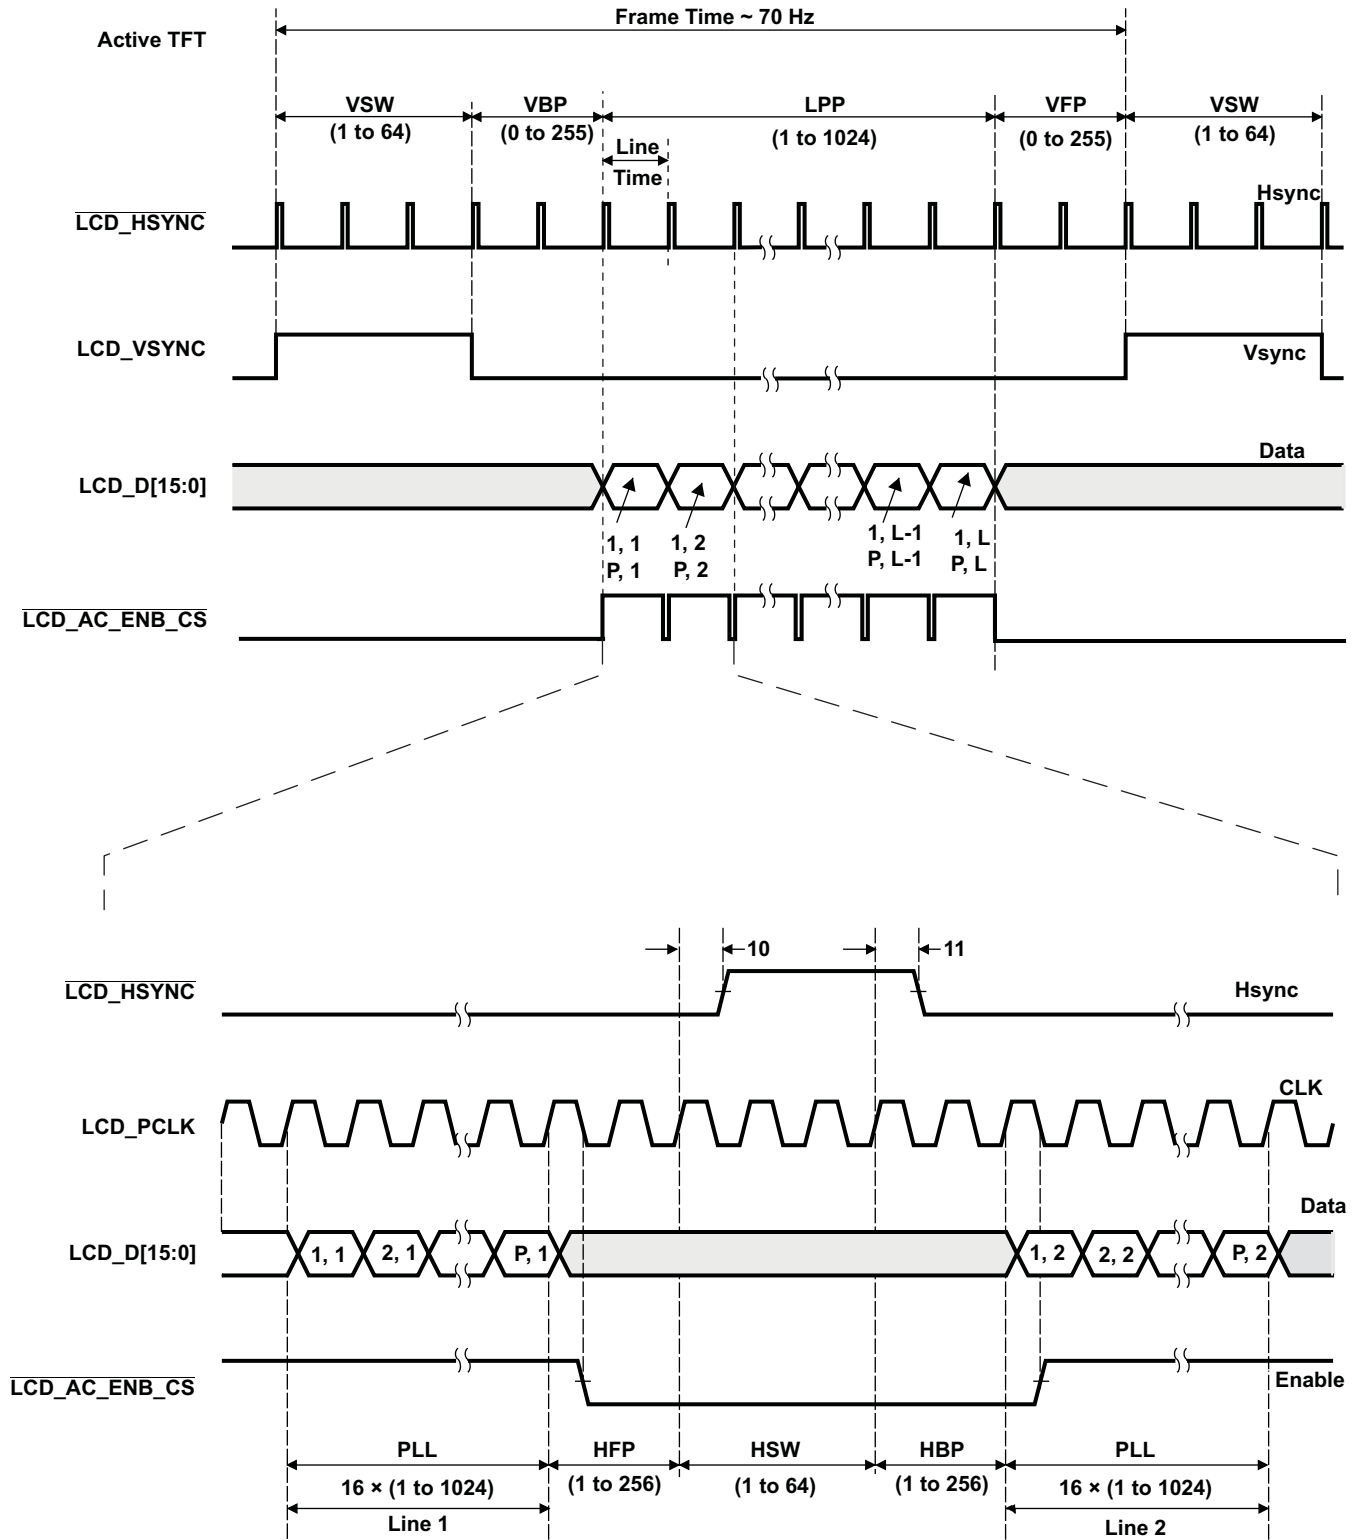 Frame Time ~ 70 Hz
Active TFT
VSW VBP LPP VFP VSW
(1 to 64) (0 to 255) (1 to 1024) (0 to 255) (1 to 64)
Line
Time
LCD_HSYNC Hsync
LCD_VSYNC Vsync
Data
LCD_D[15:0]
1, 1 1, 2 1, L-1 1, L
P, 1 P, 2 P, L-1 P, L
LCD_AC_ENB_CS
10 11
LCD_HSYNC Hsync
CLK
LCD_PCLK
Data
LCD_D[15:0] 1, 1 2, 1 P, 1 1, 2 2, 2 P, 2
LCD_AC_ENB_CS Enable
PLL HFP HSW HBP PLL
16 × (1 to 1024) (1 to 256) (1 to 64) (1 to 256) 16 × (1 to 1024)
Line 1 Line 2